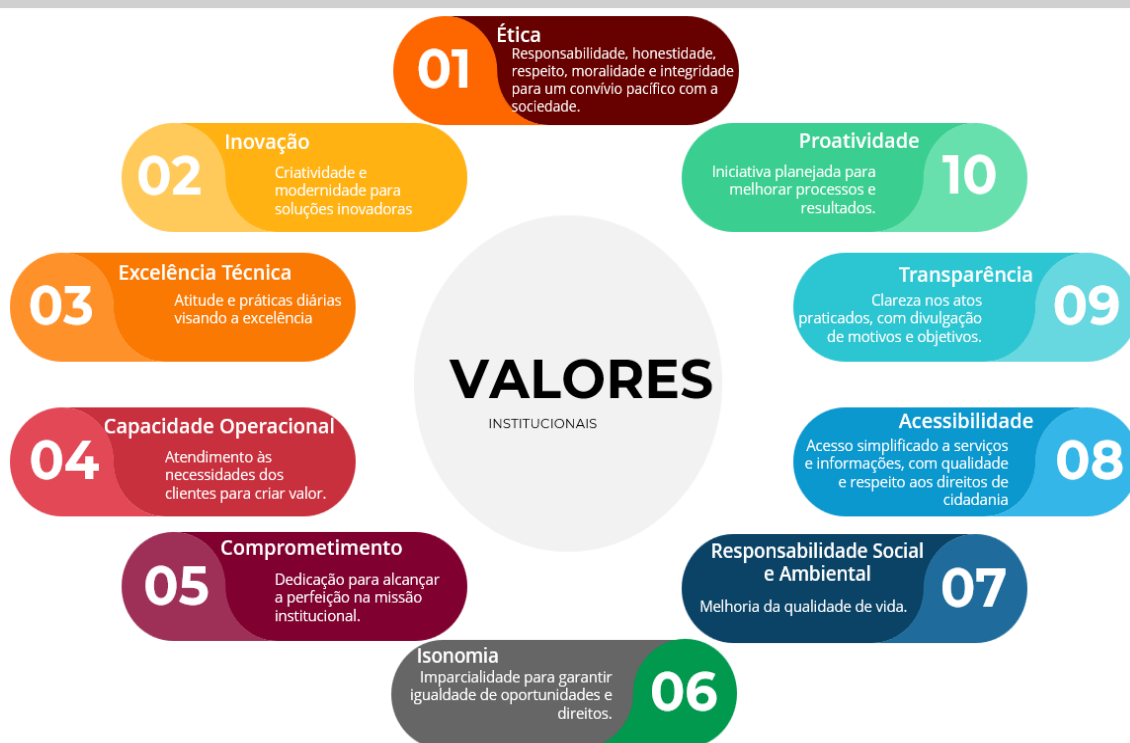 01
Ética
Responsabilidade, honestidade,
respeito, moralidade e integridade
para um convívio pacífico com a
sociedade.
02
Inovação
Criatividade e
modernidade para
soluções inovadoras
03
Excelência Técnica
Atitude e práticas diárias
visando a excelência
04
Capacidade Operacional
Atendimento às
necessidades dos
clientes para criar valor.
05
Comprometimento
Dedicação para alcançar
a perfeição na missão
institucional.
Isonomia
Imparcialidade para garantir
igualdade de oportunidades e
direitos.
06
Responsabilidade Social
e Ambiental
Melhoria da qualidade de vida.
07
Acessibilidade
Acesso simplificado a serviços
e informações, com qualidade
e respeito aos direitos de
cidadania
08
Transparência
Clareza nos atos
praticados, com divulgação
de motivos e objetivos.
09
Proatividade
Iniciativa planejada para
melhorar processos e
resultados.
10
VALORES
INSTITUCIONAIS